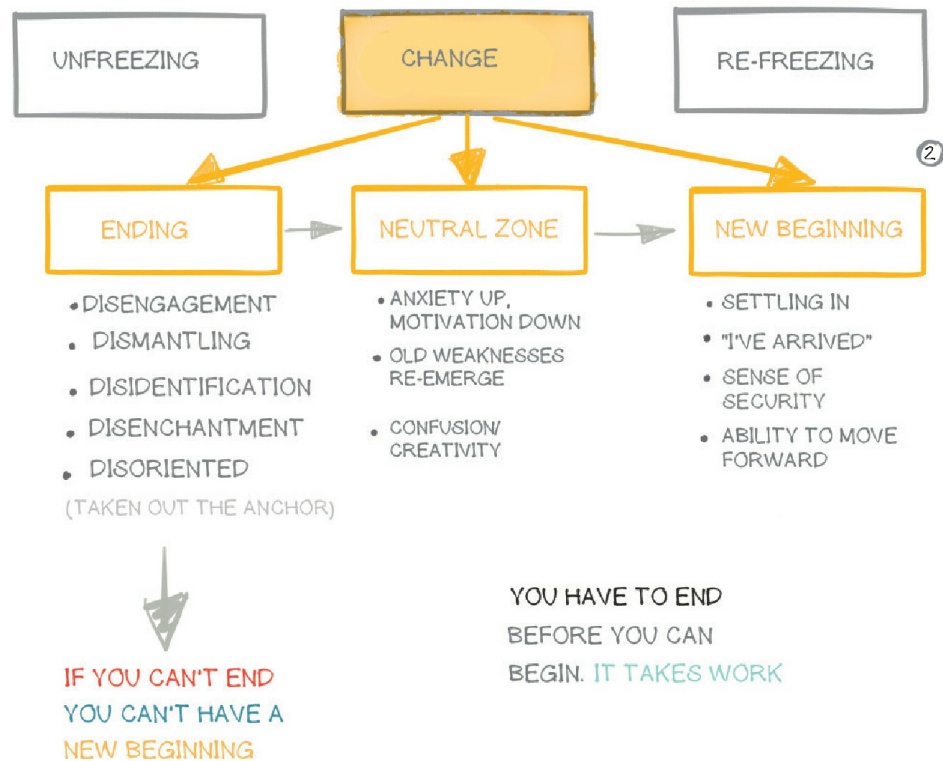 UNFREEZING
CHANGE
RE-FREEZING
2
ENDING
NEUTRAL ZONE
NEW BEGINNING
• DISENGAGEMENT
• DISMANTLING
• DISIDENTIFICATION
• DISENCHANTMENT
• DISORIENTED
(TAKEN OUT THE ANCHOR)
• ANXIETY UP,
MOTIVATION DOWN
• OLD WEAKNESSES
RE-EMERGE
• CONFUSION/
CREATIVITY
• SETTLING IN
• "I'VE ARRIVED"
• SENSE OF
SECURITY
• ABILITY TO MOVE
FORWARD
IF YOU CAN'T END
YOU CAN'T HAVE A
NEW BEGINNING
YOU HAVE TO END
BEFORE YOU CAN
BEGIN. IT TAKES WORK